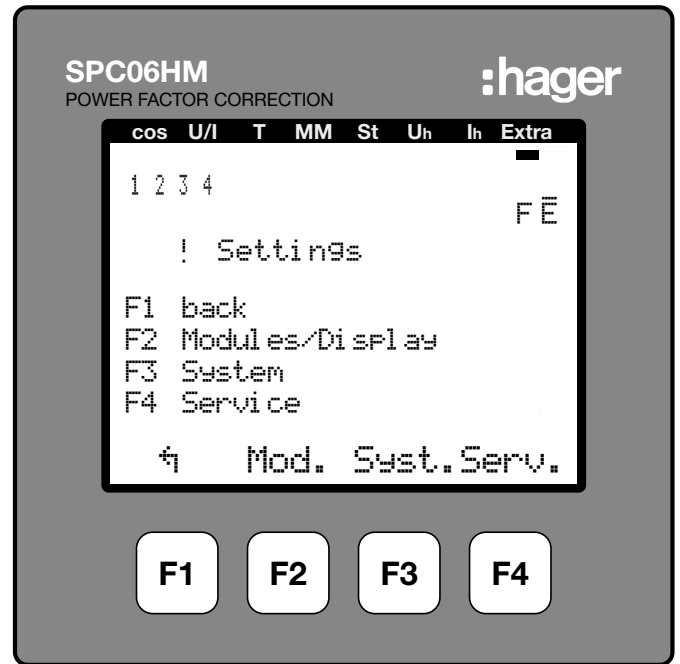 SPC06HM
:hager
POWER FACTOR CORRECTION
cos U/I T MM St Uh Ih Extra
1 2 3 4
F Ē
! Settings
F1 back
F2 Modules/Display
F3 System
F4 Service
↰ Mod. Syst. Serv.
F1 F2 F3 F4